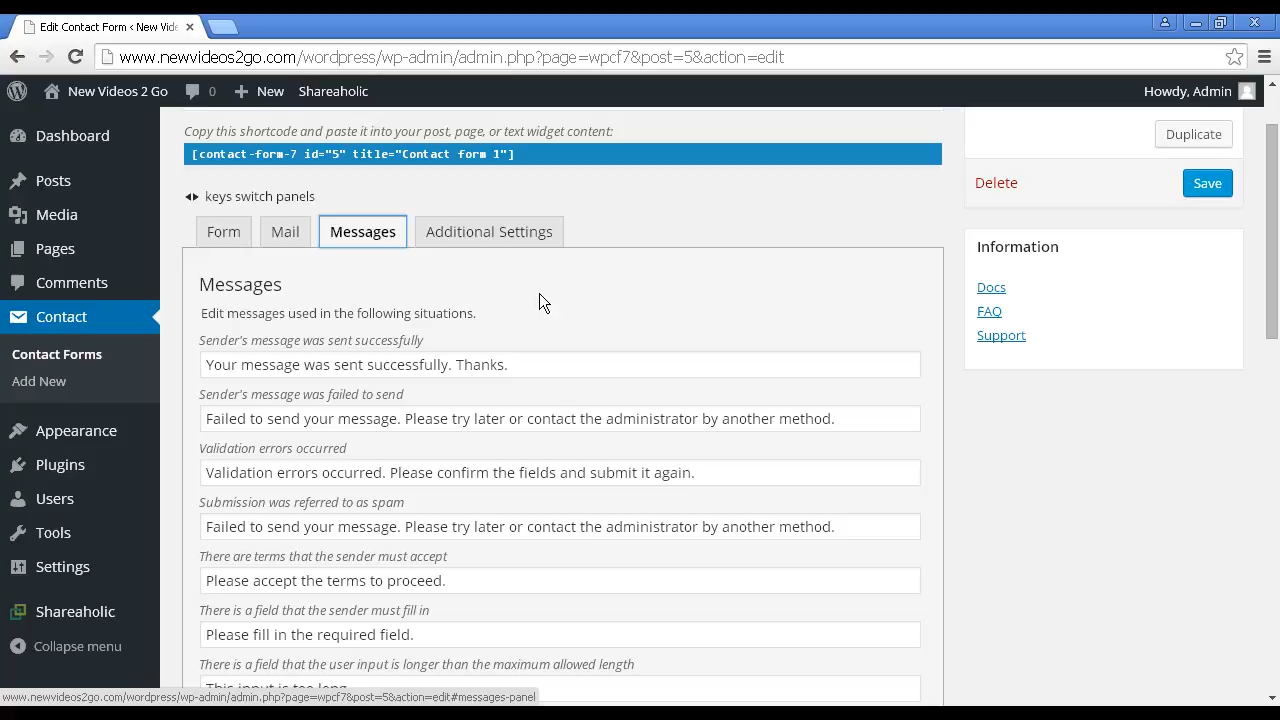 Edit Contact Form ‹ New Vide
www.newvideos2go.com/wordpress/wp-admin/admin.php?page=wpcf7&post=5&action=edit
New Videos 2 Go 0 New Shareaholic Howdy, Admin
Dashboard
Posts
Media
Pages
Comments
Contact
Contact Forms
Add New
Appearance
Plugins
Users
Tools
Settings
Shareaholic
Collapse menu
Copy this shortcode and paste it into your post, page, or text widget content:
[contact-form-7 id="5" title="Contact form 1"]
keys switch panels
Form Mail Messages Additional Settings
Messages
Edit messages used in the following situations.
Sender's message was sent successfully
Your message was sent successfully. Thanks.
Sender's message was failed to send
Failed to send your message. Please try later or contact the administrator by another method.
Validation errors occurred
Validation errors occurred. Please confirm the fields and submit it again.
Submission was referred to as spam
Failed to send your message. Please try later or contact the administrator by another method.
There are terms that the sender must accept
Please accept the terms to proceed.
There is a field that the sender must fill in
Please fill in the required field.
There is a field that the user input is longer than the maximum allowed length
This input is too long.
Duplicate
Delete Save
Information
Docs
FAQ
Support
www.newvideos2go.com/wordpress/wp-admin/admin.php?page=wpcf7&post=5&action=edit#messages-panel